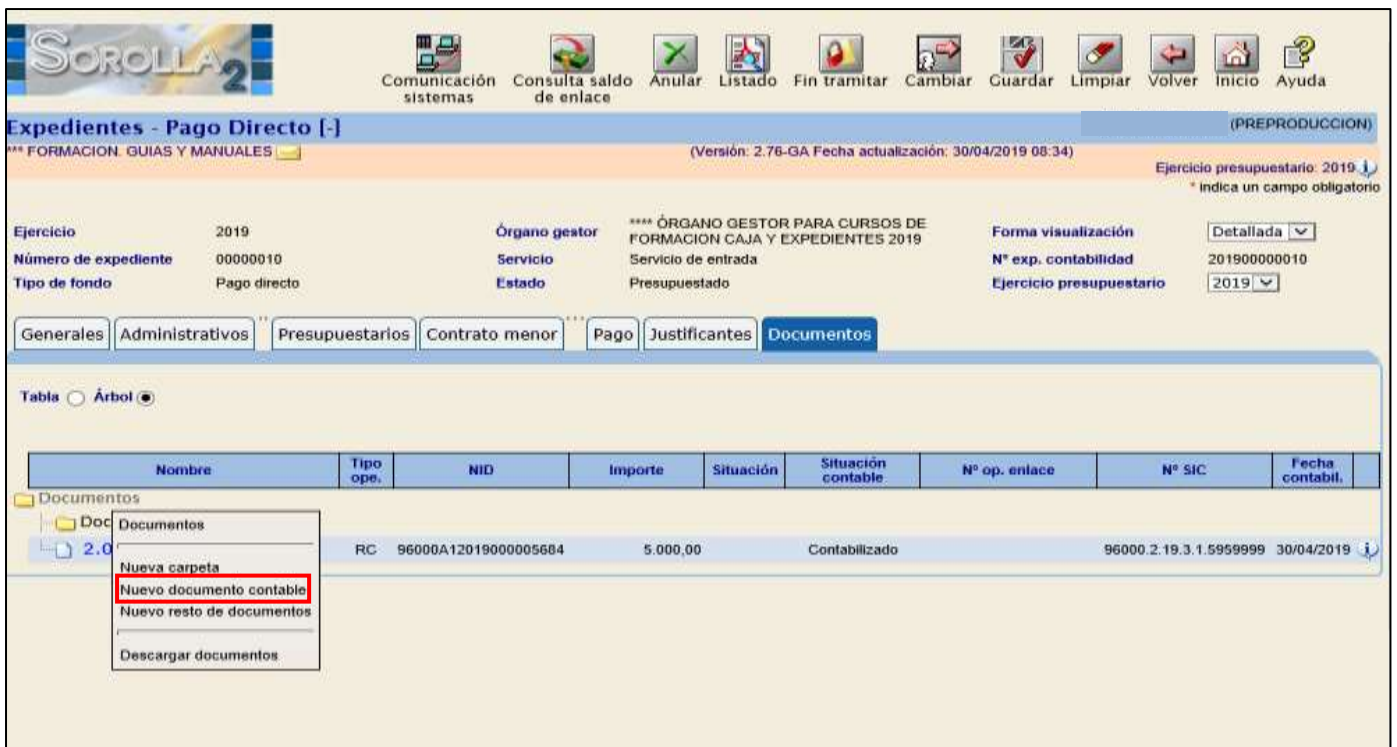 SOROLLA2
Comunicación sistemas
Consulta saldo de enlace
Anular
Listado
Fin tramitar
Cambiar
Guardar
Limpiar
Volver
Inicio
Ayuda
Expedientes - Pago Directo [-]
(PREPRODUCCION)
*** FORMACION. GUIAS Y MANUALES
(Versión: 2.76-GA Fecha actualización: 30/04/2019 08:34)
Ejercicio presupuestario: 2019
* indica un campo obligatorio
Ejercicio 2019 Órgano gestor **** ÓRGANO GESTOR PARA CURSOS DE FORMACION CAJA Y EXPEDIENTES 2019 Forma visualización Detallada
Número de expediente 00000010 Servicio Servicio de entrada Nº exp. contabilidad 201900000010
Tipo de fondo Pago directo Estado Presupuestado Ejercicio presupuestario 2019
Generales Administrativos ** Presupuestarios Contrato menor *** Pago Justificantes Documentos
Tabla Árbol
Nombre Tipo ope. NID Importe Situación Situación contable Nº op. enlace Nº SIC Fecha contabil.
Documentos
Doc
2.0 RC 96000A12019000005684 5.000,00 Contabilizado 96000.2.19.3.1.5959999 30/04/2019
Documentos
Nueva carpeta
Nuevo documento contable
Nuevo resto de documentos
Descargar documentos